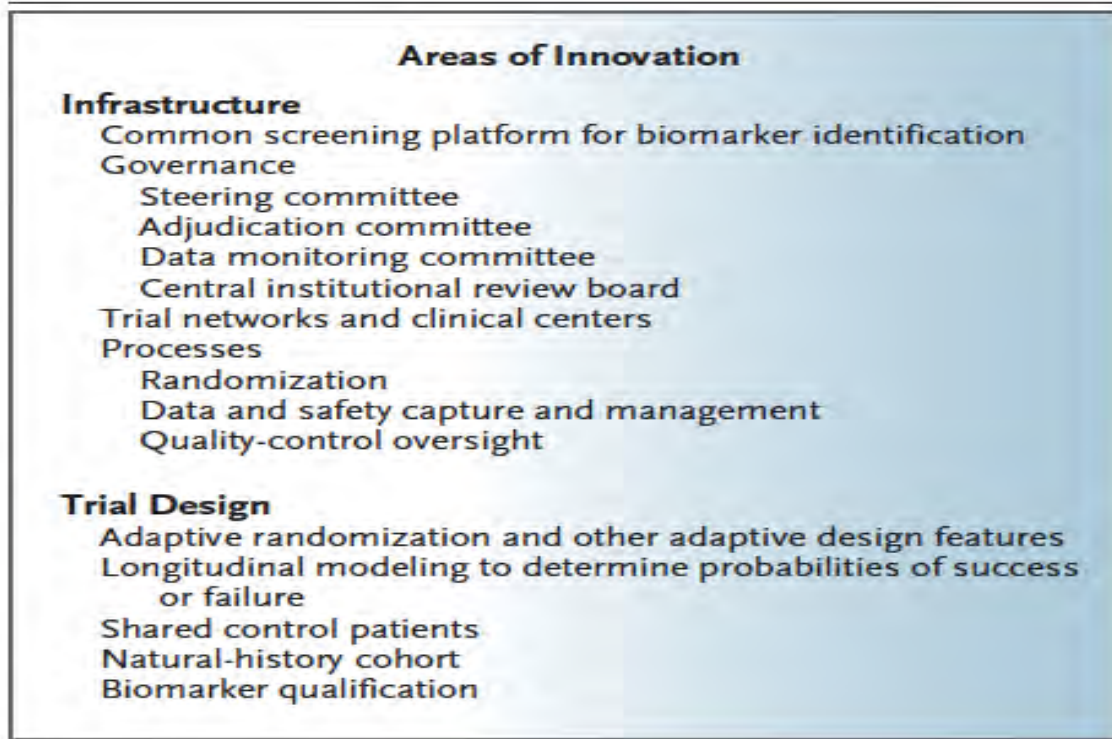 Areas of Innovation
Infrastructure
Common screening platform for biomarker identification
Governance
Steering committee
Adjudication committee
Data monitoring committee
Central institutional review board
Trial networks and clinical centers
Processes
Randomization
Data and safety capture and management
Quality-control oversight
Trial Design
Adaptive randomization and other adaptive design features
Longitudinal modeling to determine probabilities of success
or failure
Shared control patients
Natural-history cohort
Biomarker qualification